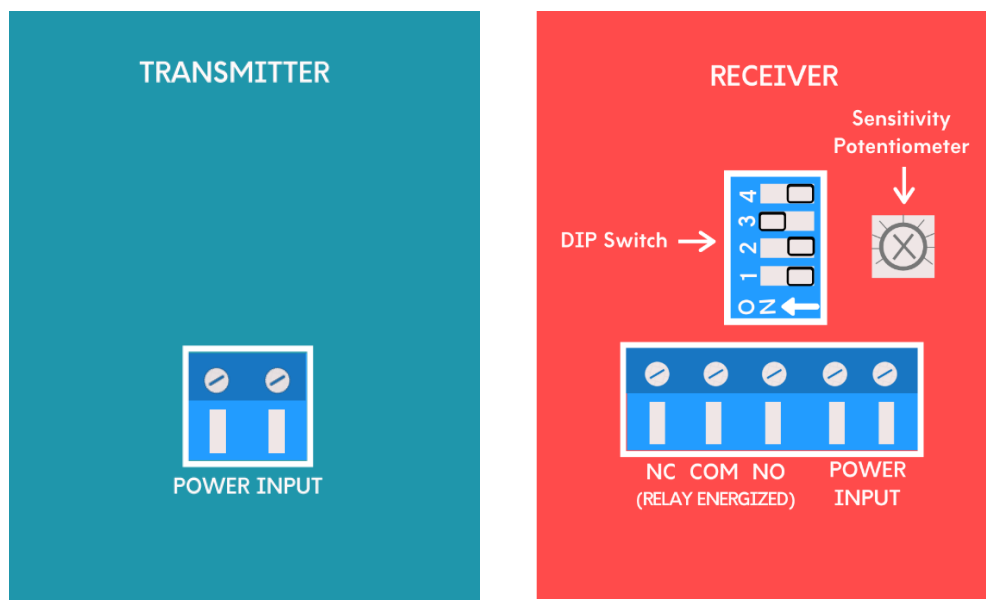 TRANSMITTER
POWER INPUT
RECEIVER
Sensitivity
Potentiometer
DIP Switch
4
3
2
1
ON
NC COM NO
(RELAY ENERGIZED)
POWER
INPUT